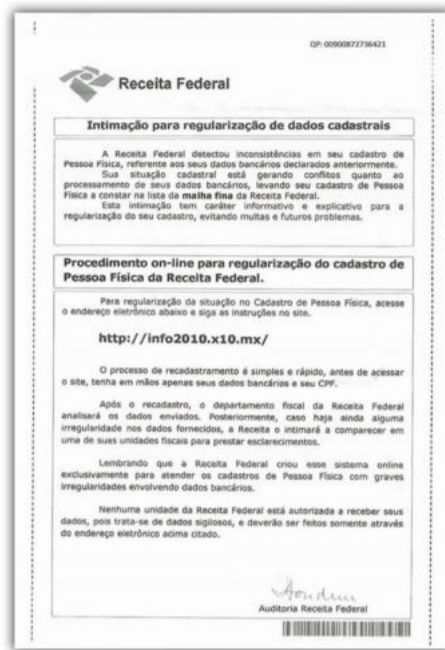 QP: 00900872736421
Receita Federal
Intimação para regularização de dados cadastrais
A Receita Federal detectou inconsistências em seu cadastro de
Pessoa Física, referente aos seus dados bancários declarados anteriormente.
Sua situação cadastral está gerando conflitos quanto ao
processamento de seus dados bancários, levando seu cadastro de Pessoa
Física a constar na lista da malha fina da Receita Federal.
Esta intimação tem caráter informativo e explicativo para a
regularização do seu cadastro, evitando multas e futuros problemas.
Procedimento on-line para regularização do cadastro de
Pessoa Física da Receita Federal.
Para regularização da situação no Cadastro de Pessoa Física, acesse
o endereço eletrônico abaixo e siga as instruções no site.
http://info2010.x10.mx/
O processo de recadastramento é simples e rápido, antes de acessar
o site, tenha em mãos apenas seus dados bancários e seu CPF.
Após o recadastro, o departamento fiscal da Receita Federal
analisará os dados enviados. Posteriormente, caso haja ainda alguma
irregularidade nos dados fornecidos, a Receita o intimará a comparecer em
uma de suas unidades fiscais para prestar esclarecimentos.
Lembrando que a Receita Federal criou esse sistema online
exclusivamente para atender os cadastros de Pessoa Física com graves
irregularidades envolvendo dados bancários.
Nenhuma unidade da Receita Federal está autorizada a receber seus
dados, pois trata-se de dados sigilosos, e deverão ser feitos somente através
do endereço eletrônico acima citado.
Auditoria Receita Federal